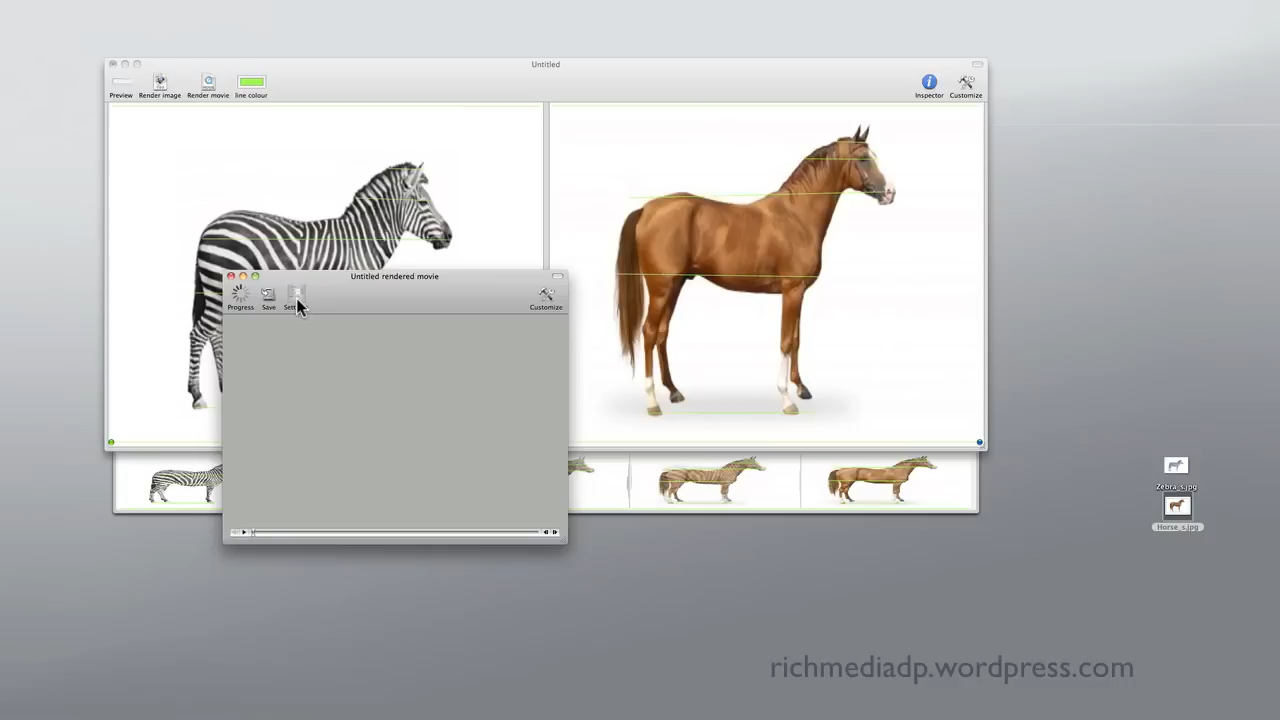 Untitled
Preview
Render image
Render movie
line colour
Inspector
Customize
Untitled rendered movie
Progress
Save
Customize
Zebra_s.jpg
Horse_s.jpg
richmediadp.wordpress.com